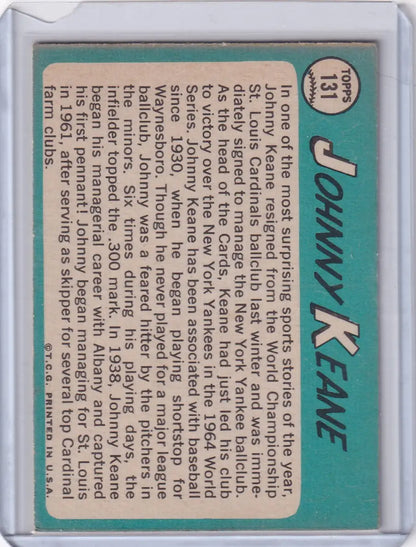 TOPPS
131
JOHNNY KEANE
In one of the most surprising sports stories of the year,
Johnny Keane resigned from the World Championship
St. Louis Cardinals ballclub last winter and was imme-
diately signed to manage the New York Yankee ballclub.
As the head of the Cards, Keane had just led his club
to victory over the New York Yankees in the 1964 World
Series. Johnny Keane has been associated with baseball
since 1930, when he began playing shortstop for
Waynesboro. Though he never played for a major league
ballclub, Johnny was a feared hitter by the pitchers in
the minors. Six times during his playing days, the
infielder topped the .300 mark. In 1938, Johnny Keane
began his managerial career with Albany and captured
his first pennant! Johnny began managing for St. Louis
in 1961, after serving as skipper for several top Cardinal
farm clubs.
©T.C.G. PRINTED IN U.S.A.